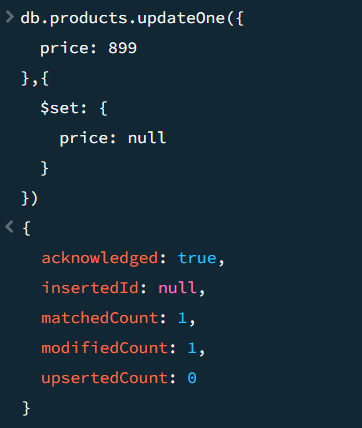 > db.products.updateOne({
price: 899
},{
$set: {
price: null
}
})
< {
acknowledged: true,
insertedId: null,
matchedCount: 1,
modifiedCount: 1,
upsertedCount: 0
}